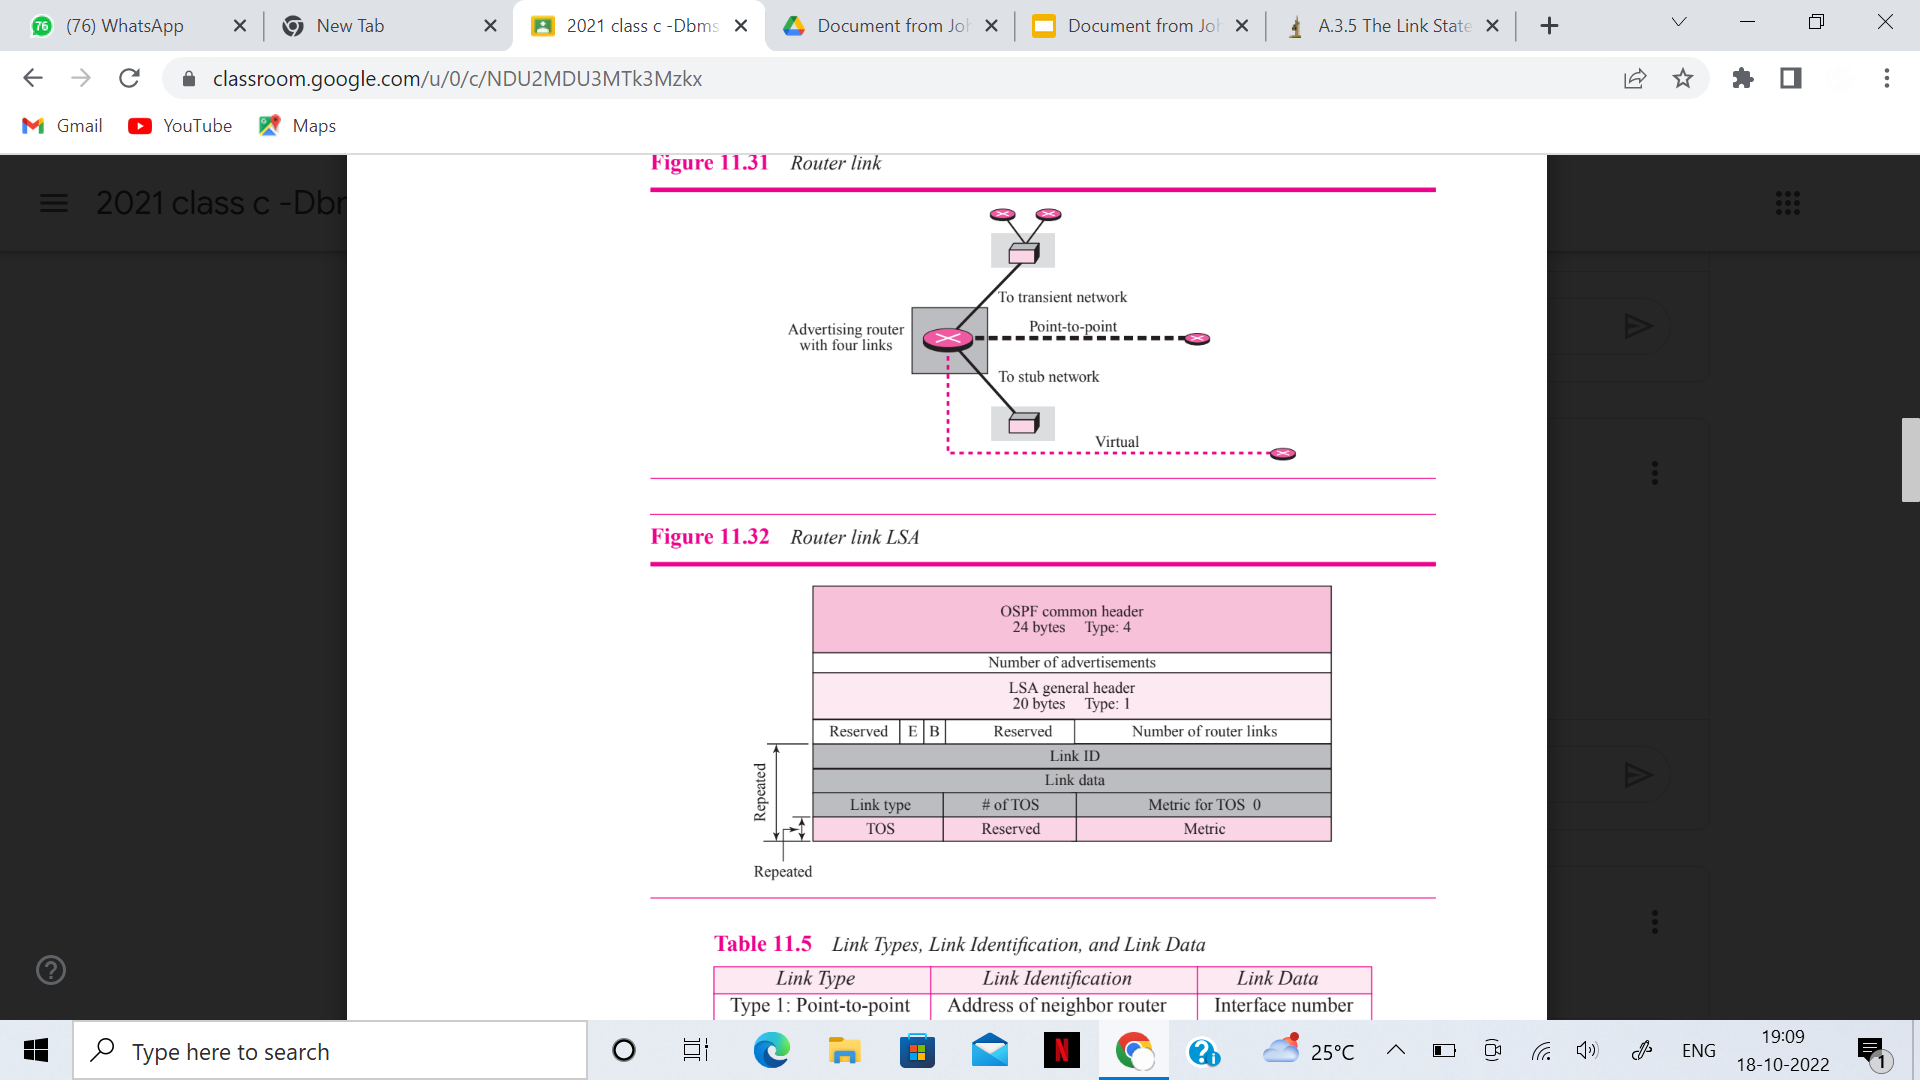 76
(76) WhatsApp
New Tab
2021 class c -Dbms
Document from Joh
Document from Joh
A.3.5 The Link State
classroom.google.com/u/0/c/NDU2MDU3MTk3Mzkx
Gmail
YouTube
Maps
2021 class c -Dbm
Figure 11.31 Router link
To transient network
Point-to-point
Advertising router
with four links
To stub network
Virtual
Figure 11.32 Router link LSA
OSPF common header
24 bytes Type: 4
Number of advertisements
LSA general header
20 bytes Type: 1
Reserved E B Reserved Number of router links
Link ID
Link data
Link type # of TOS Metric for TOS 0
TOS Reserved Metric
Repeated
Repeated
Table 11.5 Link Types, Link Identification, and Link Data
Link Type Link Identification Link Data
Type 1: Point-to-point Address of neighbor router Interface number
Type here to search
N
25°C
ENG
19:09
18-10-2022
1